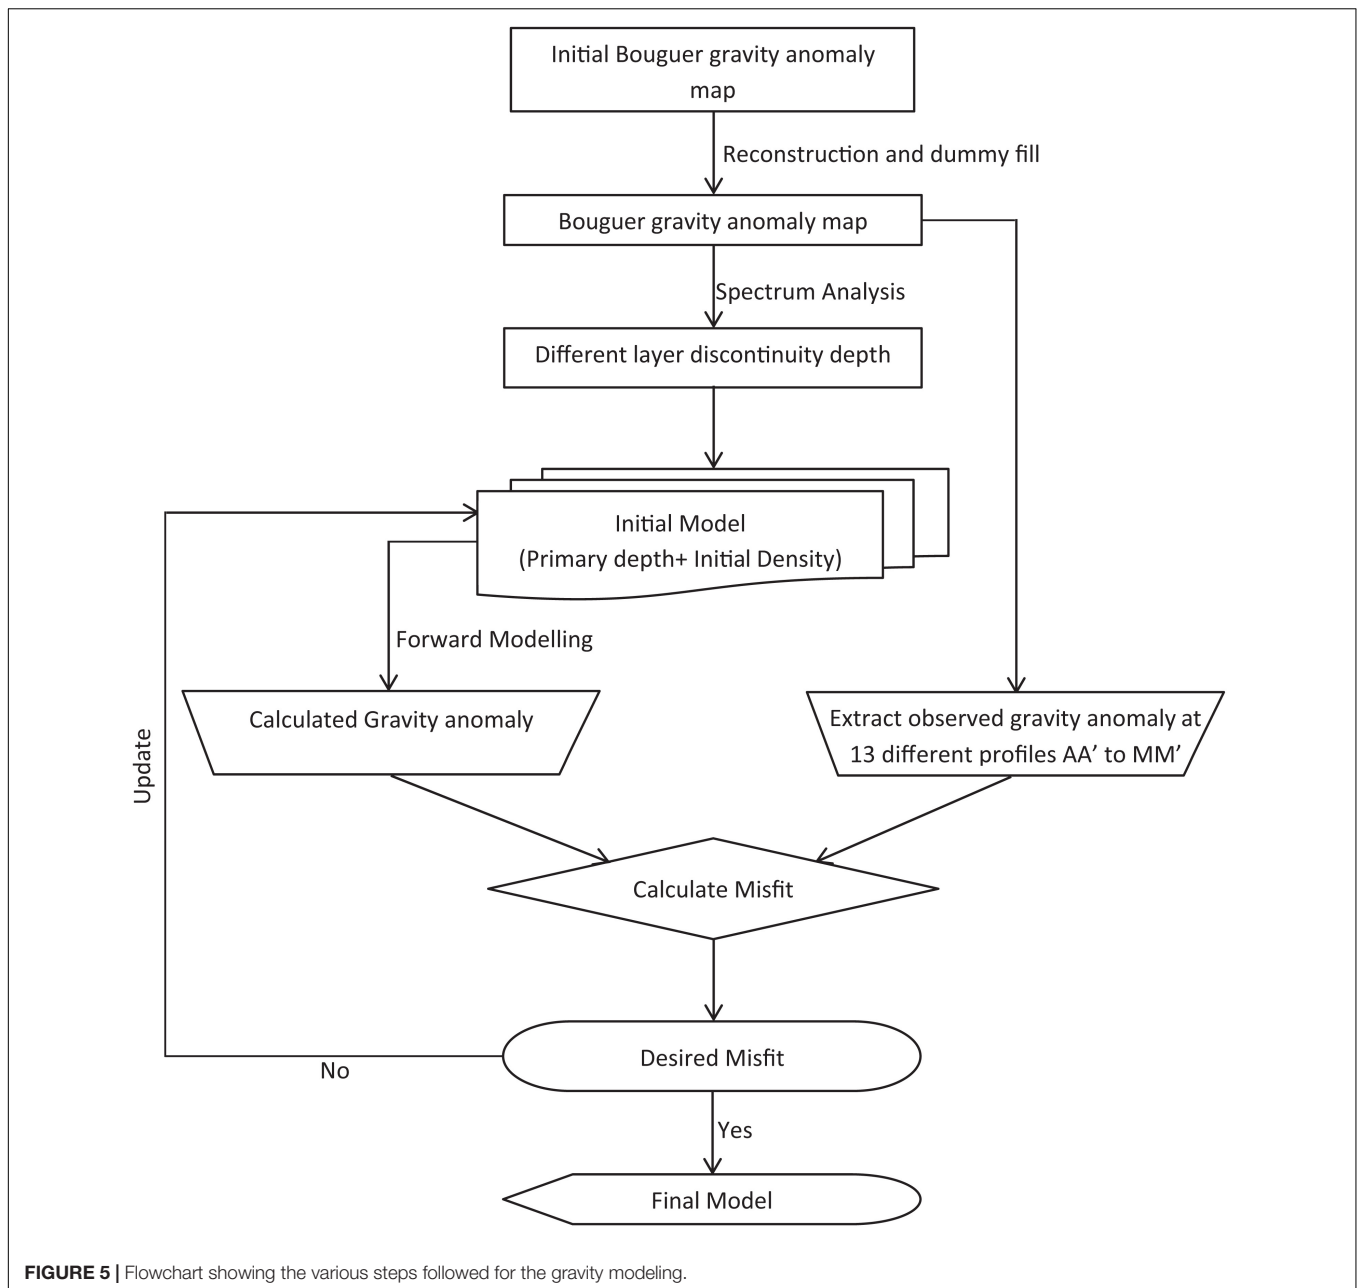 Initial Bouguer gravity anomaly
map
Reconstruction and dummy fill
Bouguer gravity anomaly map
Spectrum Analysis
Different layer discontinuity depth
Initial Model
(Primary depth+ Initial Density)
Forward Modelling
Calculated Gravity anomaly
Extract observed gravity anomaly at
13 different profiles AA’ to MM’
Update
Calculate Misfit
Desired Misfit
No
Yes
Final Model
FIGURE 5 | Flowchart showing the various steps followed for the gravity modeling.